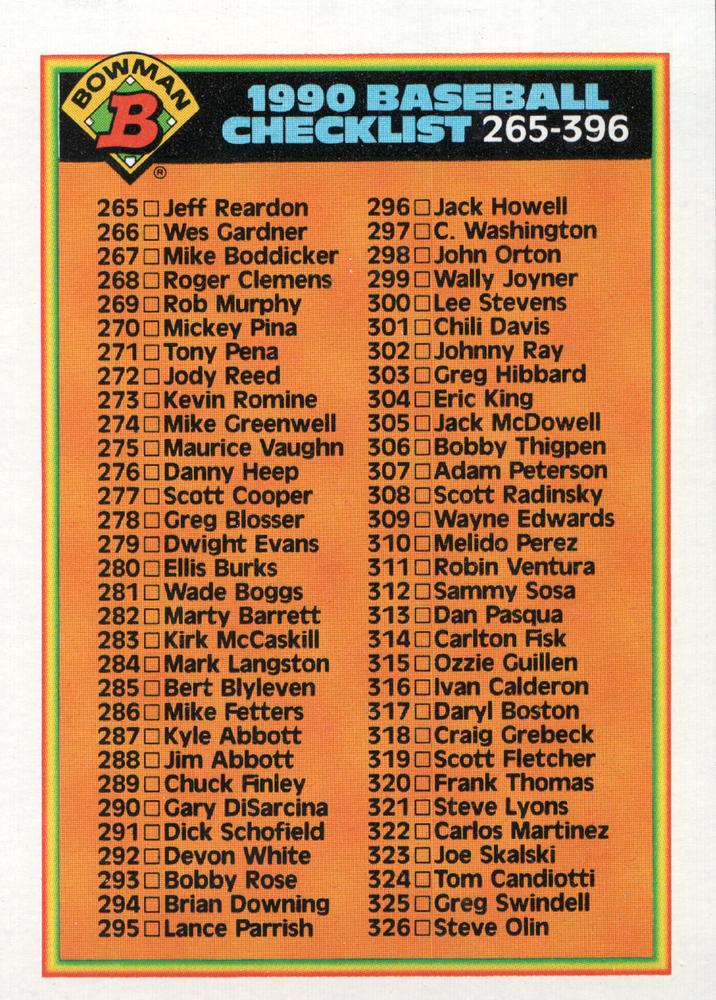 BOWMAN
B
®
1990 BASEBALL
CHECKLIST 265-396
265 □ Jeff Reardon
266 □ Wes Gardner
267 □ Mike Boddicker
268 □ Roger Clemens
269 □ Rob Murphy
270 □ Mickey Pina
271 □ Tony Pena
272 □ Jody Reed
273 □ Kevin Romine
274 □ Mike Greenwell
275 □ Maurice Vaughn
276 □ Danny Heep
277 □ Scott Cooper
278 □ Greg Blosser
279 □ Dwight Evans
280 □ Ellis Burks
281 □ Wade Boggs
282 □ Marty Barrett
283 □ Kirk McCaskill
284 □ Mark Langston
285 □ Bert Blyleven
286 □ Mike Fetters
287 □ Kyle Abbott
288 □ Jim Abbott
289 □ Chuck Finley
290 □ Gary DiSarcina
291 □ Dick Schofield
292 □ Devon White
293 □ Bobby Rose
294 □ Brian Downing
295 □ Lance Parrish
296 □ Jack Howell
297 □ C. Washington
298 □ John Orton
299 □ Wally Joyner
300 □ Lee Stevens
301 □ Chili Davis
302 □ Johnny Ray
303 □ Greg Hibbard
304 □ Eric King
305 □ Jack McDowell
306 □ Bobby Thigpen
307 □ Adam Peterson
308 □ Scott Radinsky
309 □ Wayne Edwards
310 □ Melido Perez
311 □ Robin Ventura
312 □ Sammy Sosa
313 □ Dan Pasqua
314 □ Carlton Fisk
315 □ Ozzie Guillen
316 □ Ivan Calderon
317 □ Daryl Boston
318 □ Craig Grebeck
319 □ Scott Fletcher
320 □ Frank Thomas
321 □ Steve Lyons
322 □ Carlos Martinez
323 □ Joe Skalski
324 □ Tom Candiotti
325 □ Greg Swindell
326 □ Steve Olin